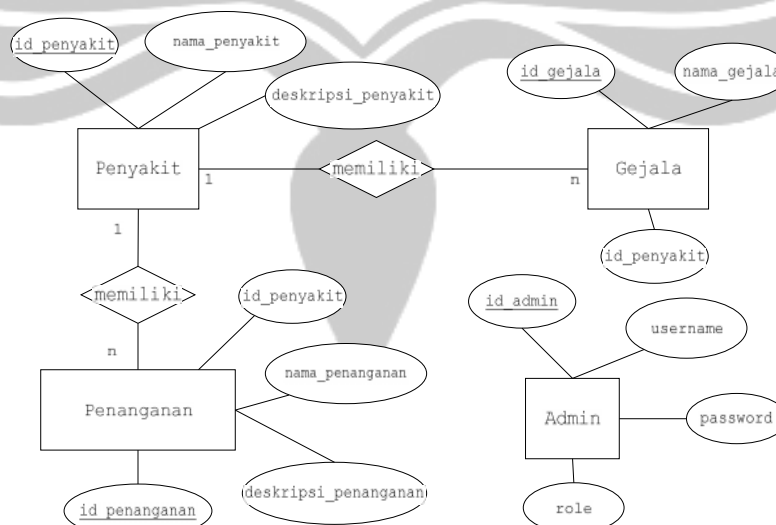 id_penyakit
nama_penyakit
deskripsi_penyakit
id_gejala
nama_gejala
Penyakit
1
memiliki
n
Gejala
id_penyakit
1
memiliki
n
id_penyakit
nama_penanganan
Penanganan
deskripsi_penanganan
id_penanganan
id_admin
username
Admin
password
role